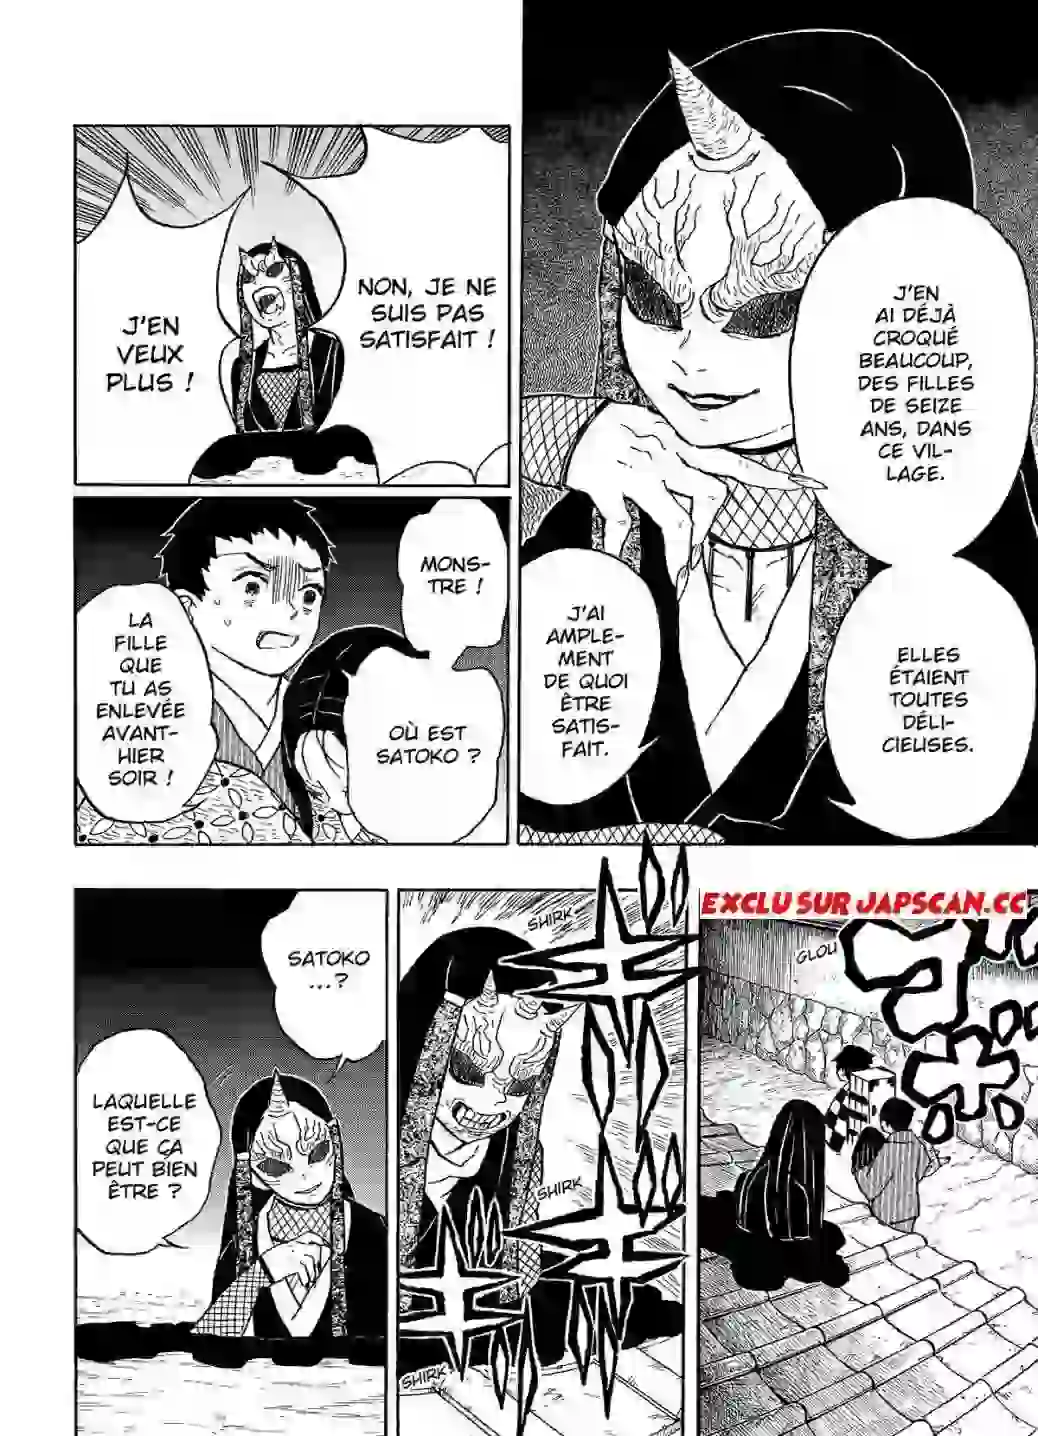 J'EN
AI DÉJÀ
CROQUÉ
BEAUCOUP,
DES FILLES
DE SEIZE
ANS, DANS
CE VIL-
LAGE.
ELLES
ÉTAIENT
TOUTES
DÉLI-
CIEUSES.
J'AI
AMPLE-
MENT
DE QUOI
ÊTRE
SATIS-
FAIT.
NON, JE NE
SUIS PAS
SATISFAIT !
J'EN
VEUX
PLUS !
MONS-
TRE !
OÙ EST
SATOKO ?
LA
FILLE
QUE
TU AS
ENLEVÉE
AVANT-
HIER
SOIR !
EXCLU SUR JAPSCAN.CC
GLOU
SHIRK
SHIRK
SHIRK
SATOKO
...?
LAQUELLE
EST-CE
QUE ÇA
PEUT BIEN
ÊTRE ?